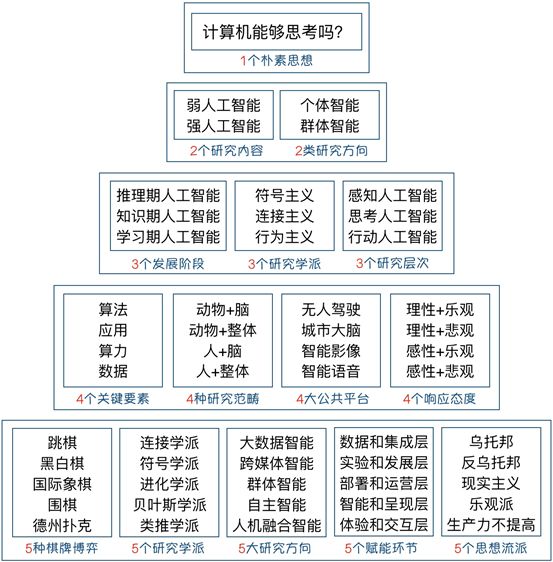 计算机能够思考吗?
1个朴素思想
弱人工智能
强人工智能
2个研究内容
个体智能
群体智能
2类研究方向
推理期人工智能
知识期人工智能
学习期人工智能
3个发展阶段
符号主义
连接主义
行为主义
3个研究学派
感知人工智能
思考人工智能
行动人工智能
3个研究层次
算法
应用
算力
数据
4个关键要素
动物+脑
动物+整体
人+脑
人+整体
4种研究范畴
无人驾驶
城市大脑
智能影像
智能语音
4大公共平台
理性+乐观
理性+悲观
感性+乐观
感性+悲观
4个响应态度
跳棋
黑白棋
国际象棋
围棋
德州扑克
5种棋牌博弈
连接学派
符号学派
进化学派
贝叶斯学派
类推学派
5个研究学派
大数据智能
跨媒体智能
群体智能
自主智能
人机融合智能
5大研究方向
数据和集成层
实验和发展层
部署和运营层
智能和呈现层
体验和交互层
5个赋能环节
乌托邦
反乌托邦
现实主义
乐观派
生产力不提高
5个思想流派